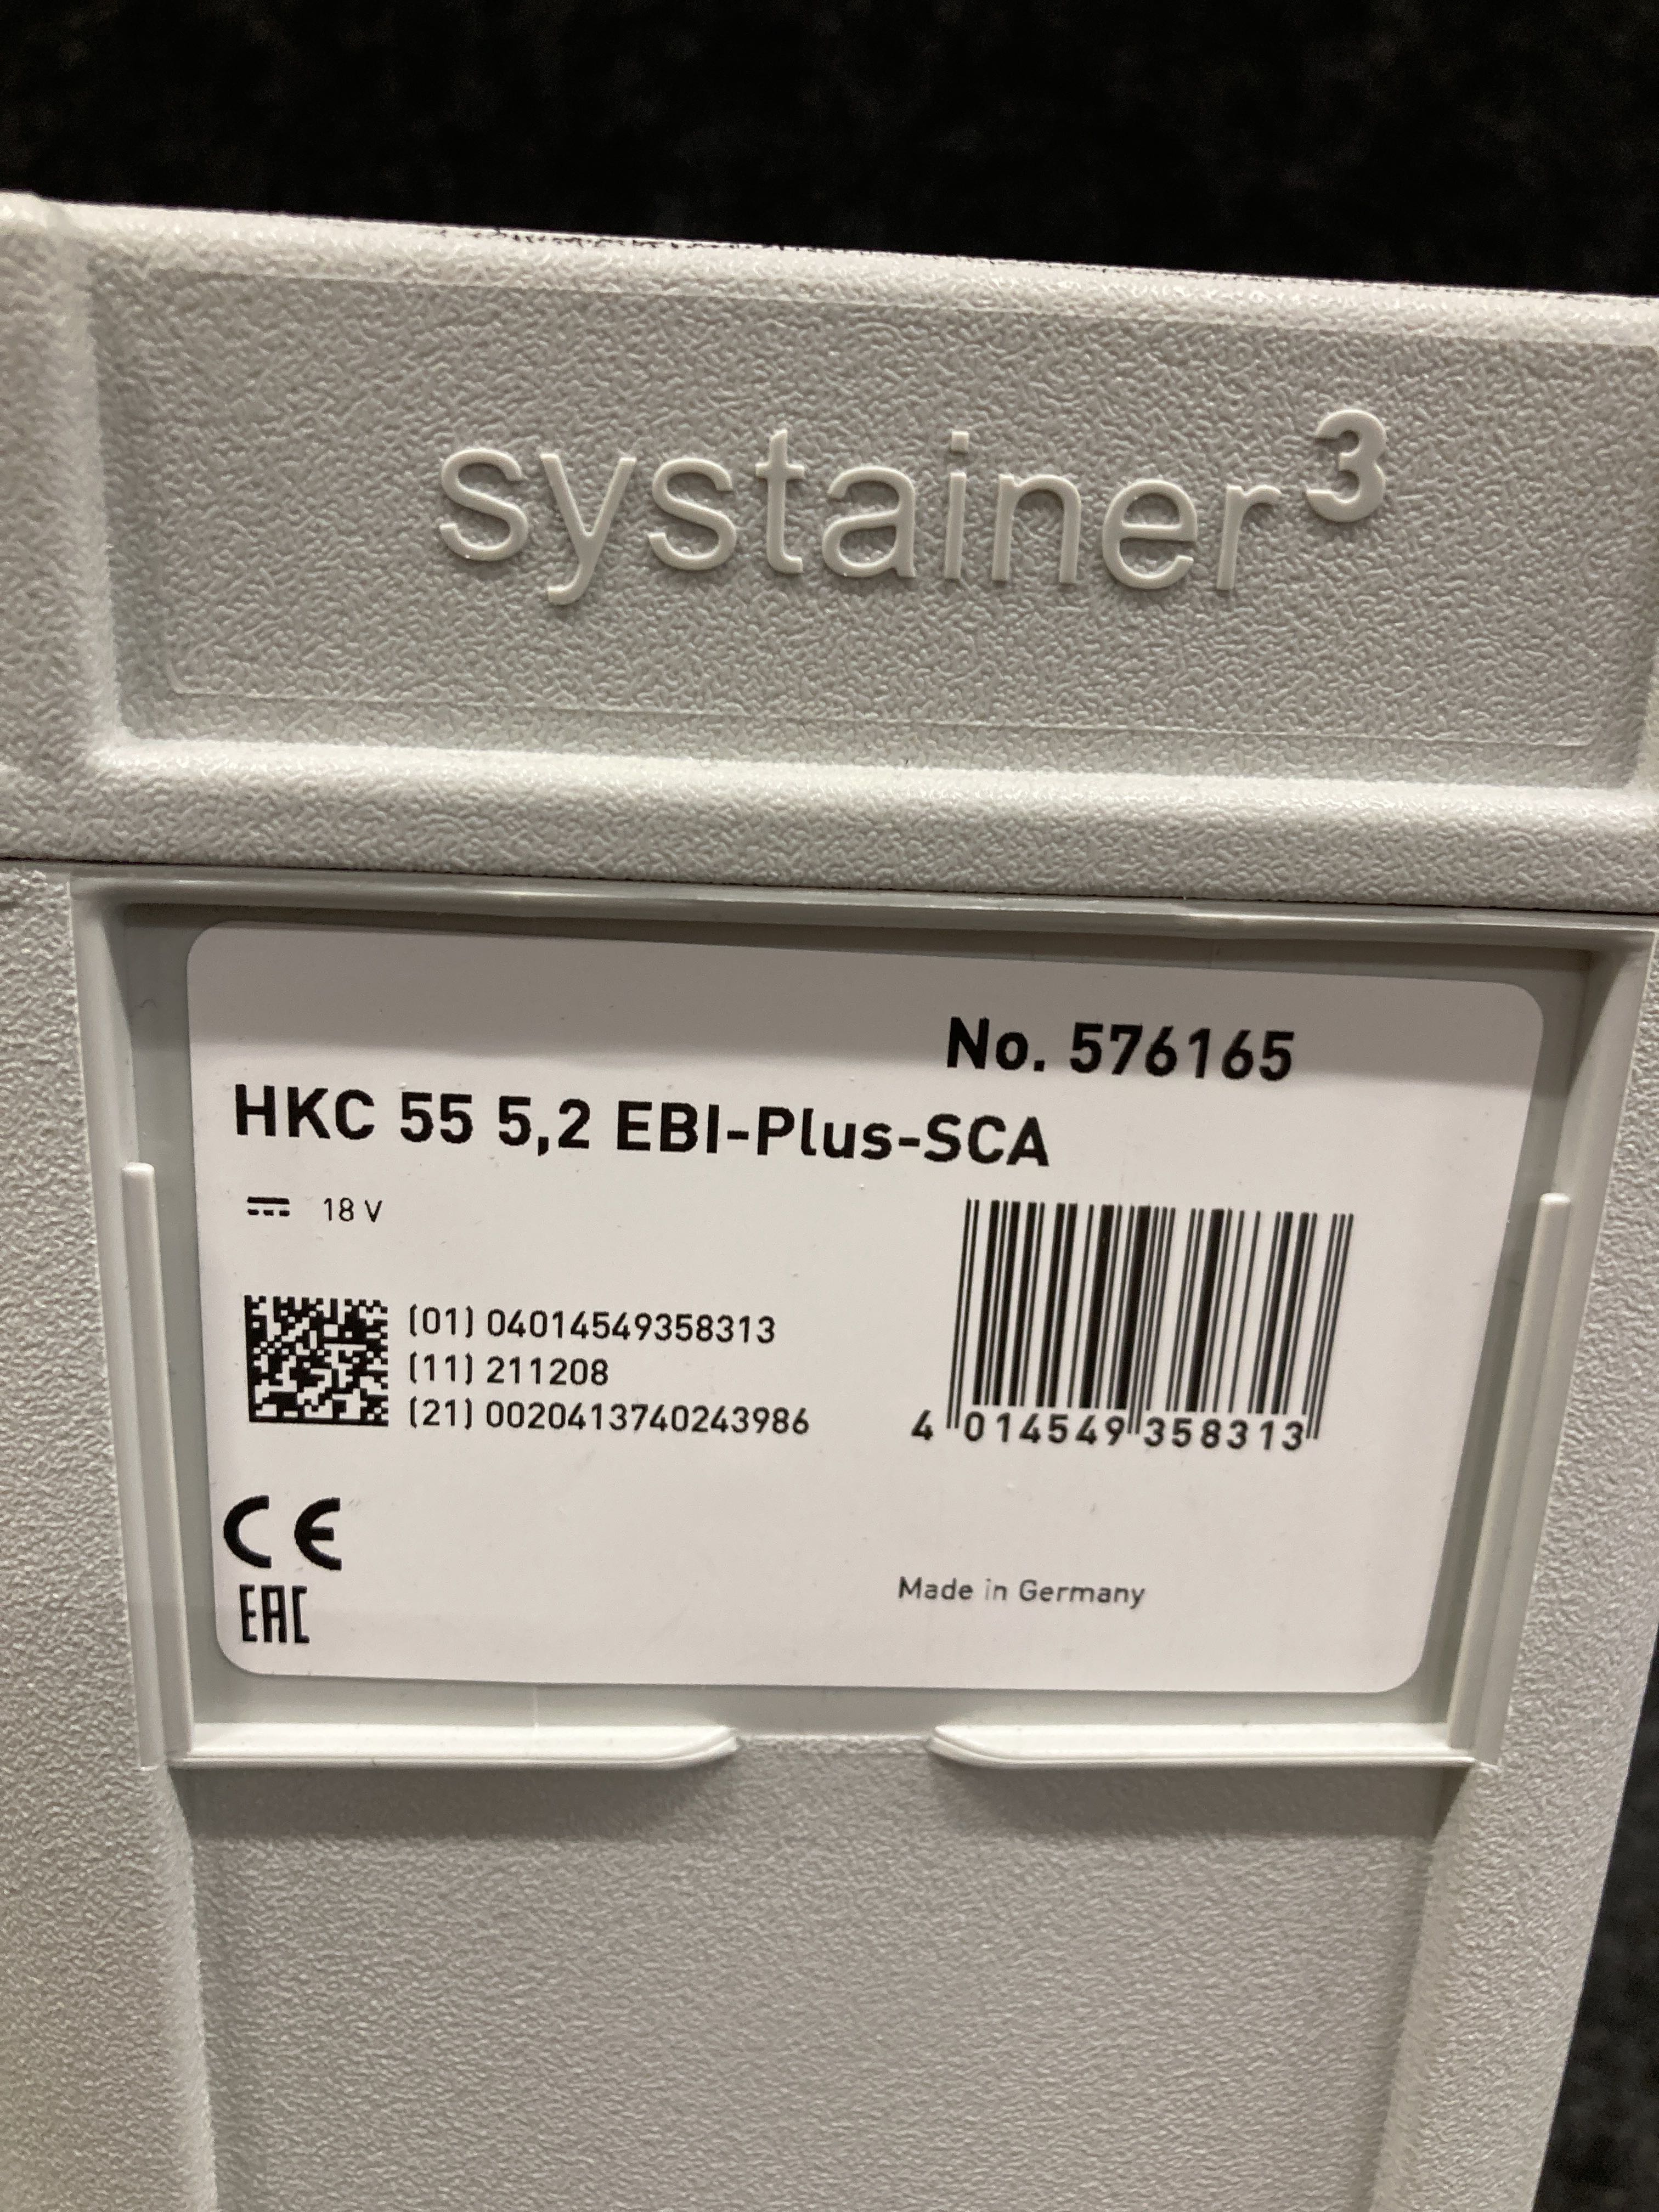 systainer³
No. 576165
HKC 55 5,2 EBI-Plus-SCA
18 V
(01) 04014549358313
(11) 211208
(21) 0020413740243986
4 014549 358313
CE
EAC
Made in Germany